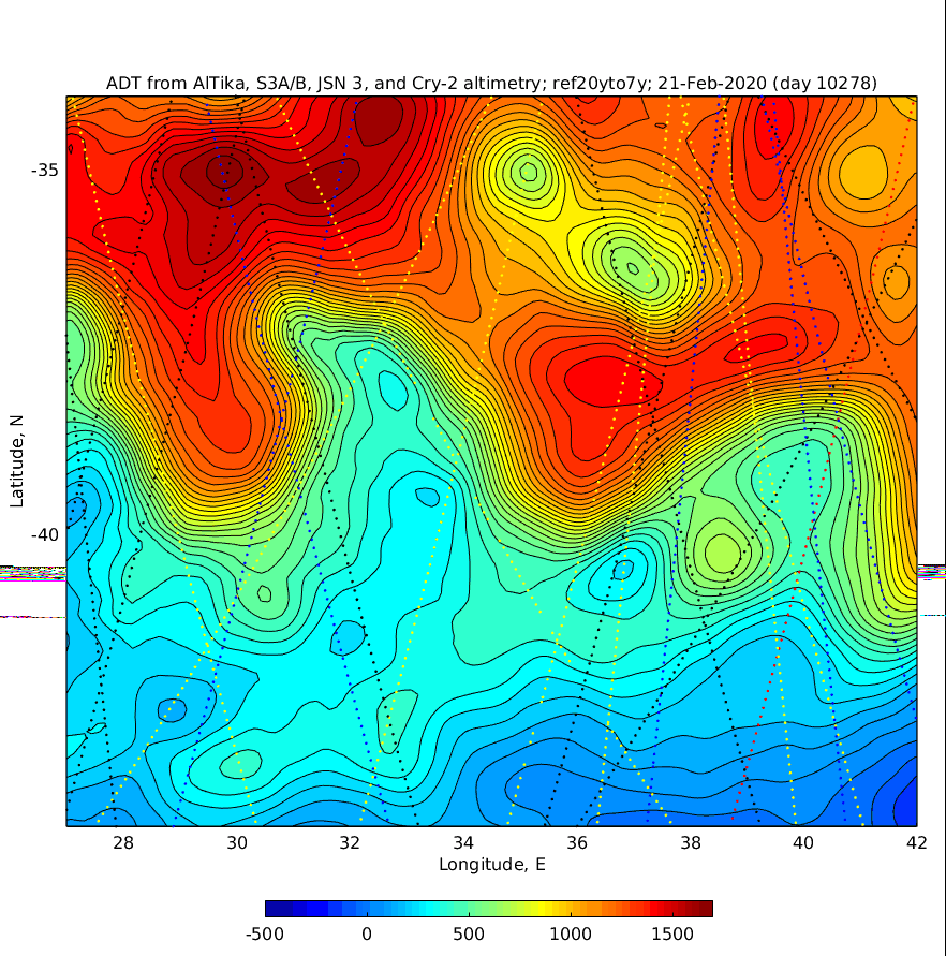 ADT from AlTika, S3A/B, JSN 3, and Cry-2 altimetry; ref20yto7y; 21-Feb-2020 (day 10278)
-35
Latitude, N
-40
28 30 32 34 36 38 40 42
Longitude, E
-500 0 500 1000 1500